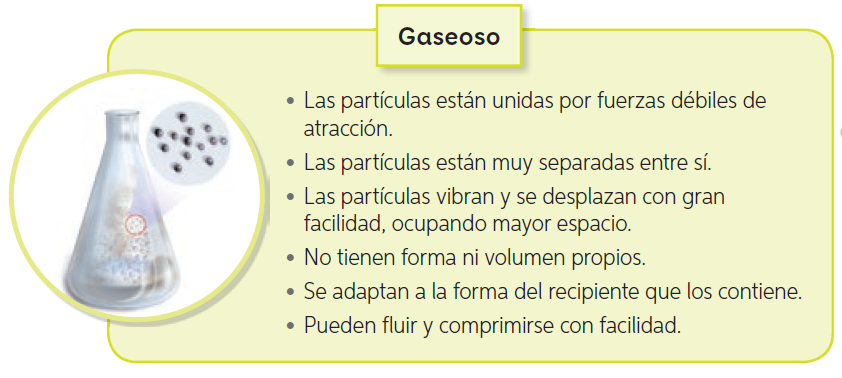 Gaseoso
• Las partículas están unidas por fuerzas débiles de
atracción.
• Las partículas están muy separadas entre sí.
• Las partículas vibran y se desplazan con gran
facilidad, ocupando mayor espacio.
• No tienen forma ni volumen propios.
• Se adaptan a la forma del recipiente que los contiene.
• Pueden fluir y comprimirse con facilidad.